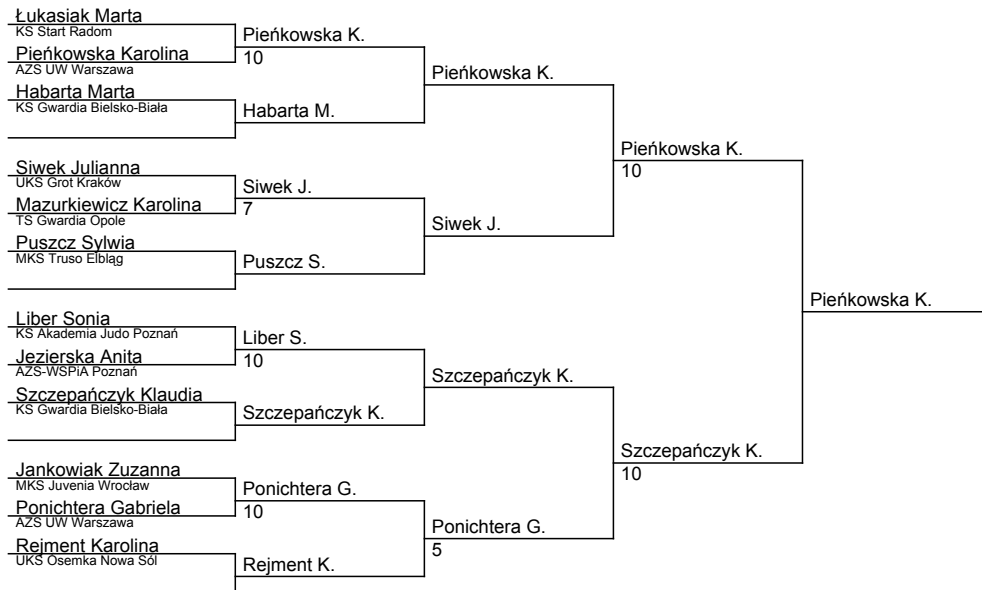 Łukasiak Marta
KS Start Radom
Pieńkowska Karolina
AZS UW Warszawa
Habarta Marta
KS Gwardia Bielsko-Biała
Siwek Julianna
UKS Grot Kraków
Mazurkiewicz Karolina
TS Gwardia Opole
Puszcz Sylwia
MKS Truso Elbląg
Liber Sonia
KS Akademia Judo Poznań
Jezierska Anita
AZS-WSPiA Poznań
Szczepańczyk Klaudia
KS Gwardia Bielsko-Biała
Jankowiak Zuzanna
MKS Juvenia Wrocław
Ponichtera Gabriela
AZS UW Warszawa
Rejment Karolina
UKS Osemka Nowa Sól
Pieńkowska K.
10
Habarta M.
Siwek J.
7
Puszcz S.
Liber S.
10
Szczepańczyk K.
Ponichtera G.
10
Rejment K.
Pieńkowska K.
Siwek J.
Szczepańczyk K.
Ponichtera G.
5
Pieńkowska K.
10
Szczepańczyk K.
10
Pieńkowska K.